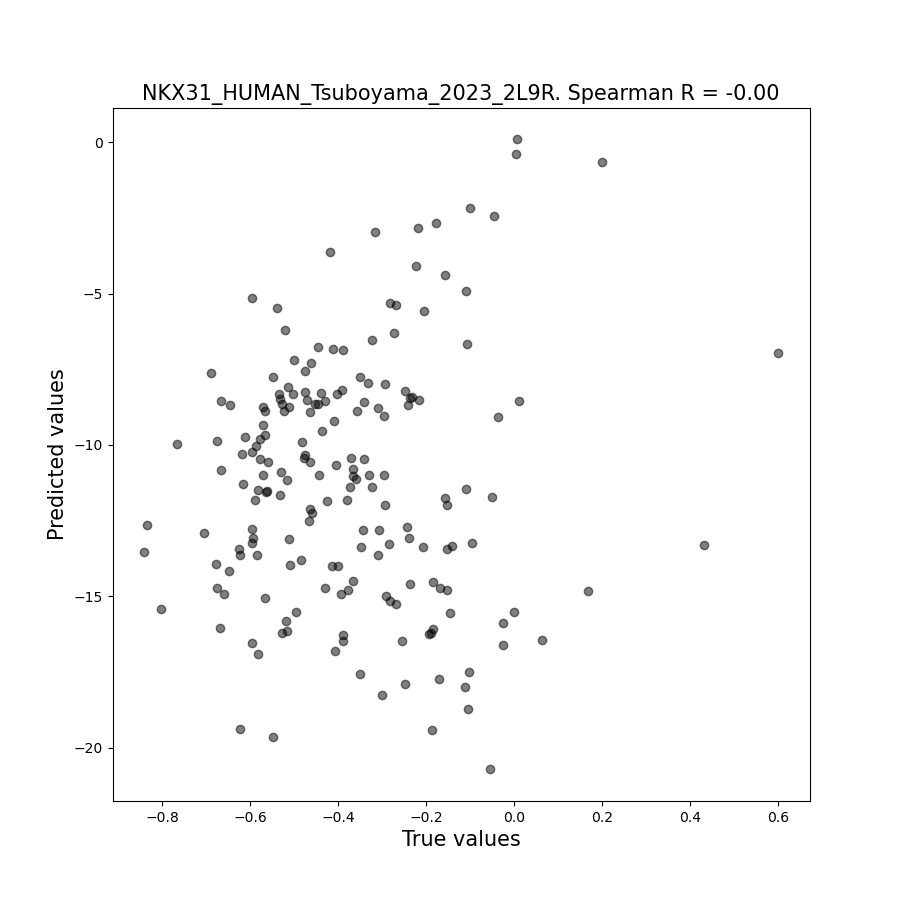 NKX31_HUMAN_Tsuboyama_2023_2L9R. Spearman R = -0.00
0
−5
−10
−15
−20
Predicted values
−0.8 −0.6 −0.4 −0.2 0.0 0.2 0.4 0.6
True values